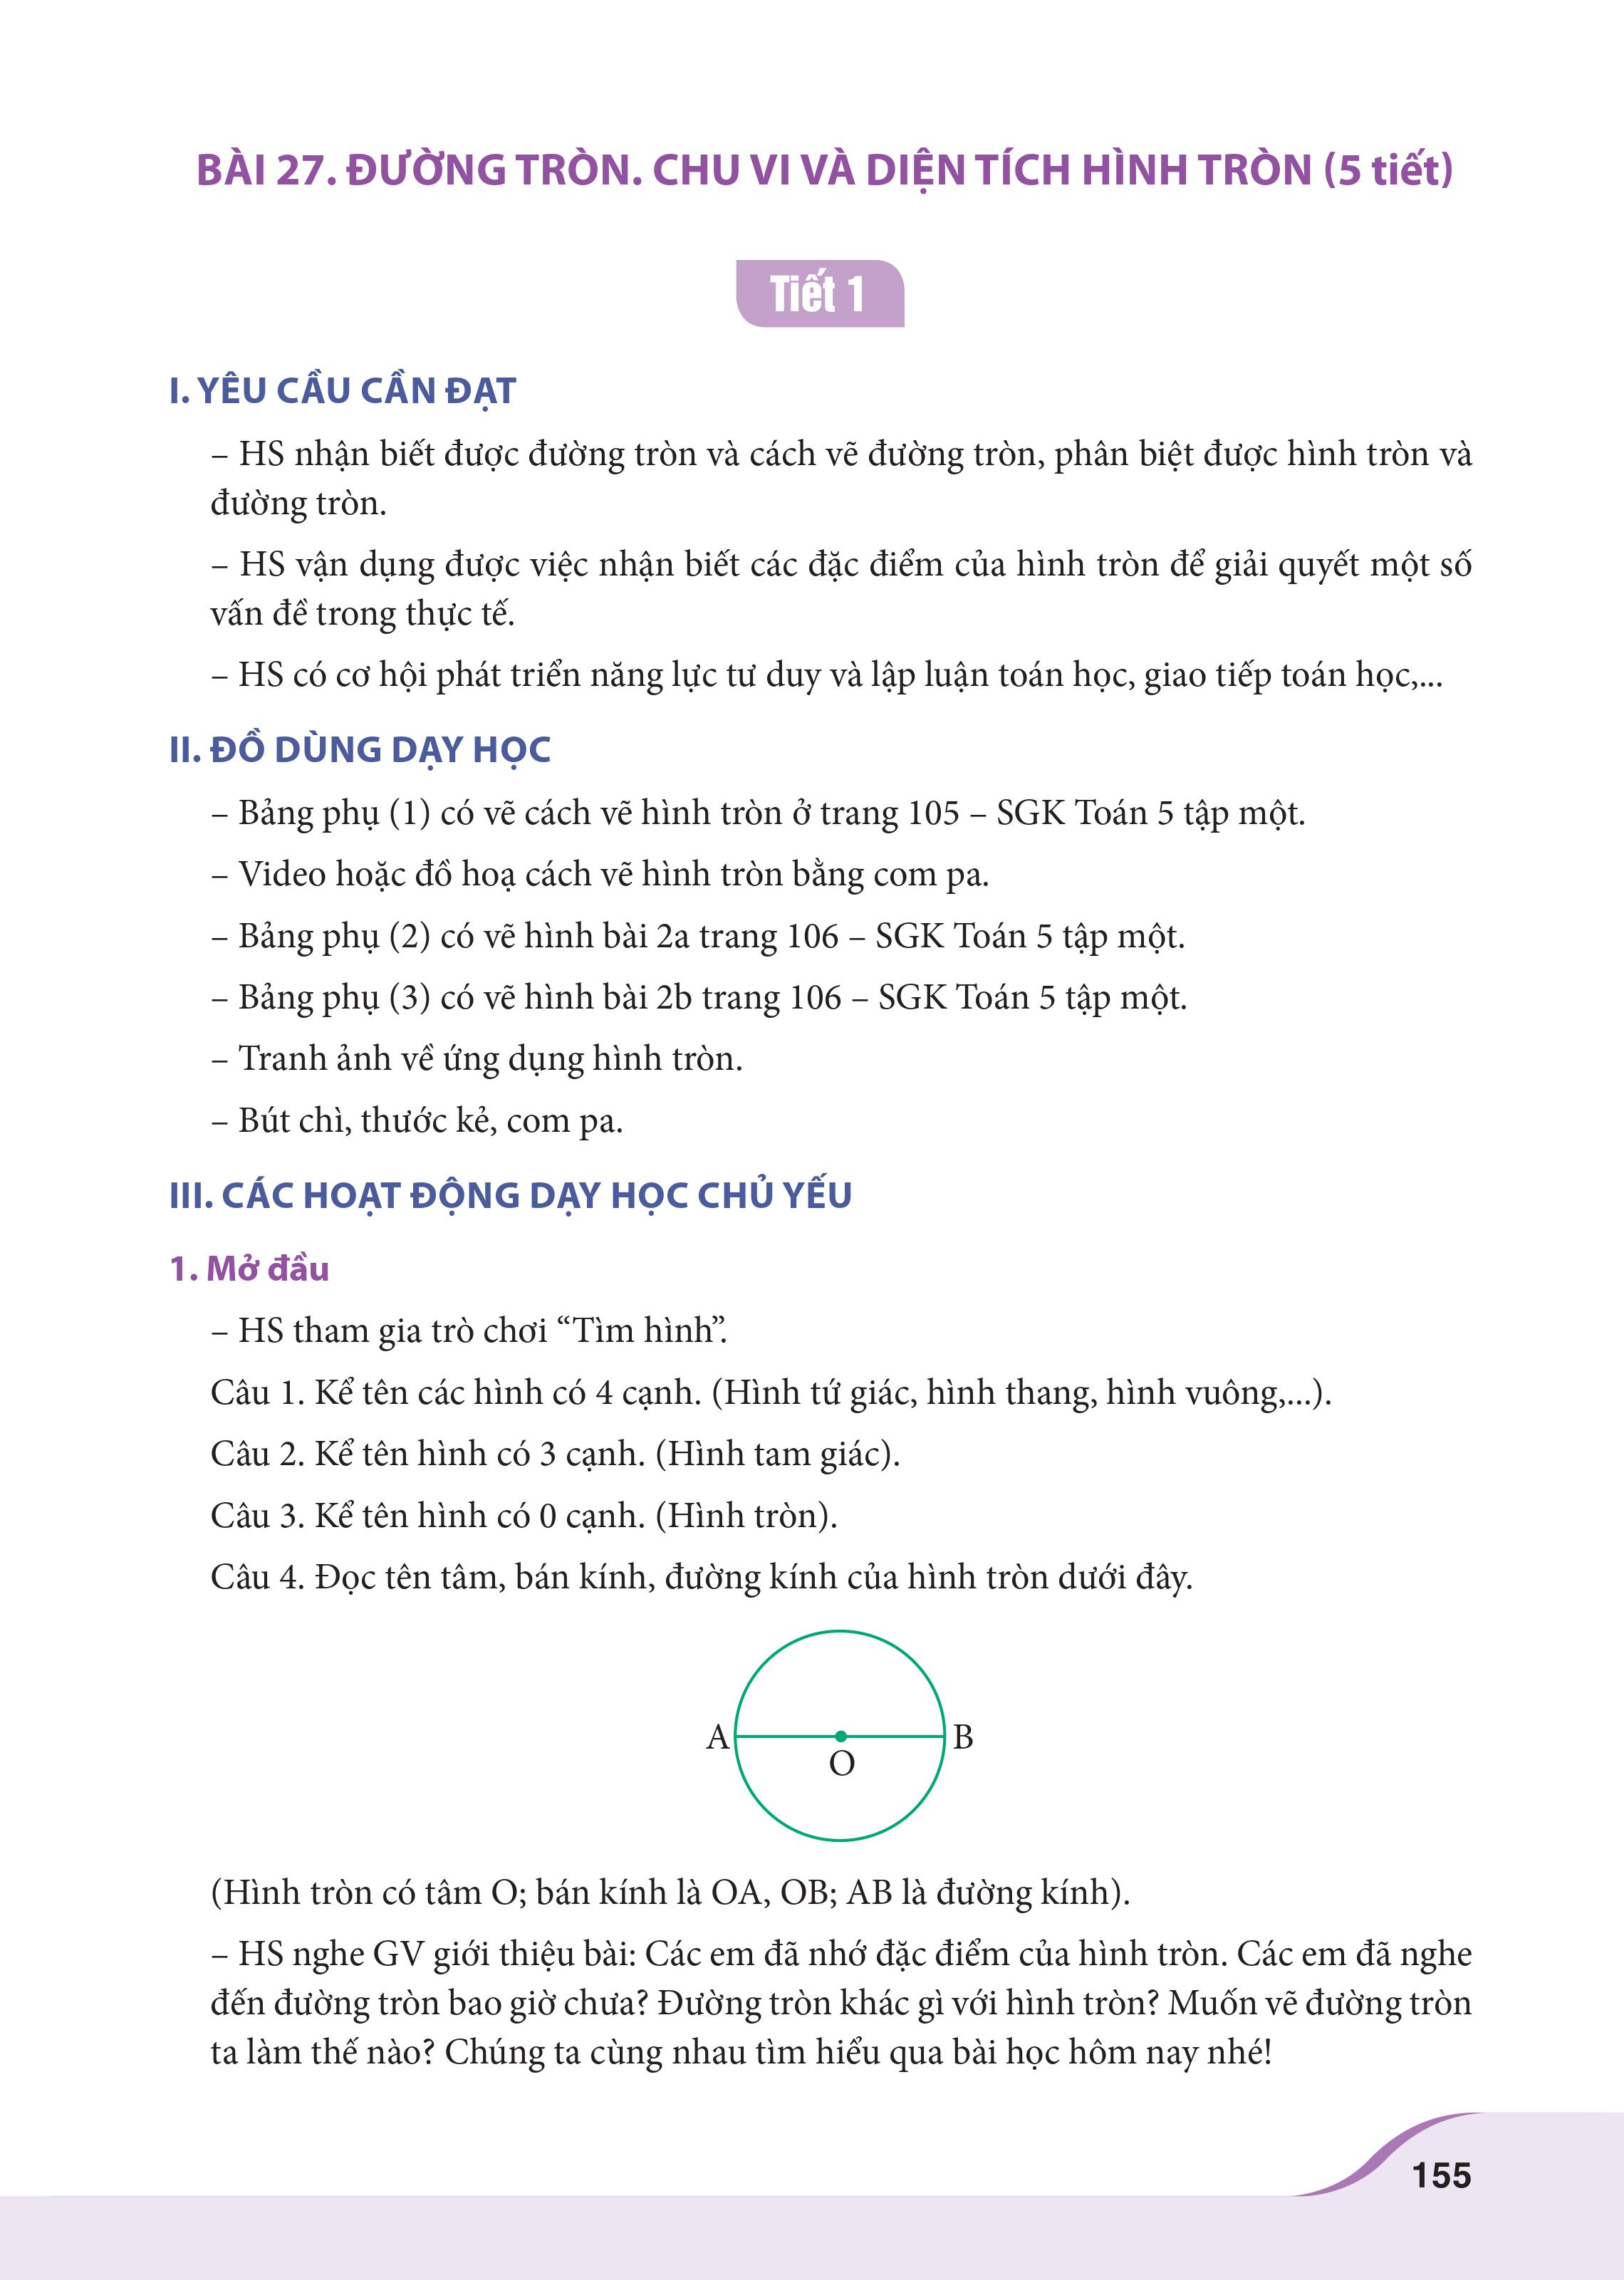 BÀI 27. ĐƯỜNG TRÒN. CHU VI VÀ DIỆN TÍCH HÌNH TRÒN (5 tiết)
Tiết 1
I. YÊU CẦU CẦN ĐẠT
– HS nhận biết được đường tròn và cách vẽ đường tròn, phân biệt được hình tròn và
đường tròn.
– HS vận dụng được việc nhận biết các đặc điểm của hình tròn để giải quyết một số
vấn đề trong thực tế.
– HS có cơ hội phát triển năng lực tư duy và lập luận toán học, giao tiếp toán học,...
II. ĐỒ DÙNG DẠY HỌC
– Bảng phụ (1) có vẽ cách vẽ hình tròn ở trang 105 – SGK Toán 5 tập một.
– Video hoặc đồ hoạ cách vẽ hình tròn bằng com pa.
– Bảng phụ (2) có vẽ hình bài 2a trang 106 – SGK Toán 5 tập một.
– Bảng phụ (3) có vẽ hình bài 2b trang 106 – SGK Toán 5 tập một.
– Tranh ảnh về ứng dụng hình tròn.
– Bút chì, thước kẻ, com pa.
III. CÁC HOẠT ĐỘNG DẠY HỌC CHỦ YẾU
1. Mở đầu
– HS tham gia trò chơi “Tìm hình”.
Câu 1. Kể tên các hình có 4 cạnh. (Hình tứ giác, hình thang, hình vuông,...).
Câu 2. Kể tên hình có 3 cạnh. (Hình tam giác).
Câu 3. Kể tên hình có 0 cạnh. (Hình tròn).
Câu 4. Đọc tên tâm, bán kính, đường kính của hình tròn dưới đây.
A B
O
(Hình tròn có tâm O; bán kính là OA, OB; AB là đường kính).
– HS nghe GV giới thiệu bài: Các em đã nhớ đặc điểm của hình tròn. Các em đã nghe
đến đường tròn bao giờ chưa? Đường tròn khác gì với hình tròn? Muốn vẽ đường tròn
ta làm thế nào? Chúng ta cùng nhau tìm hiểu qua bài học hôm nay nhé!
155